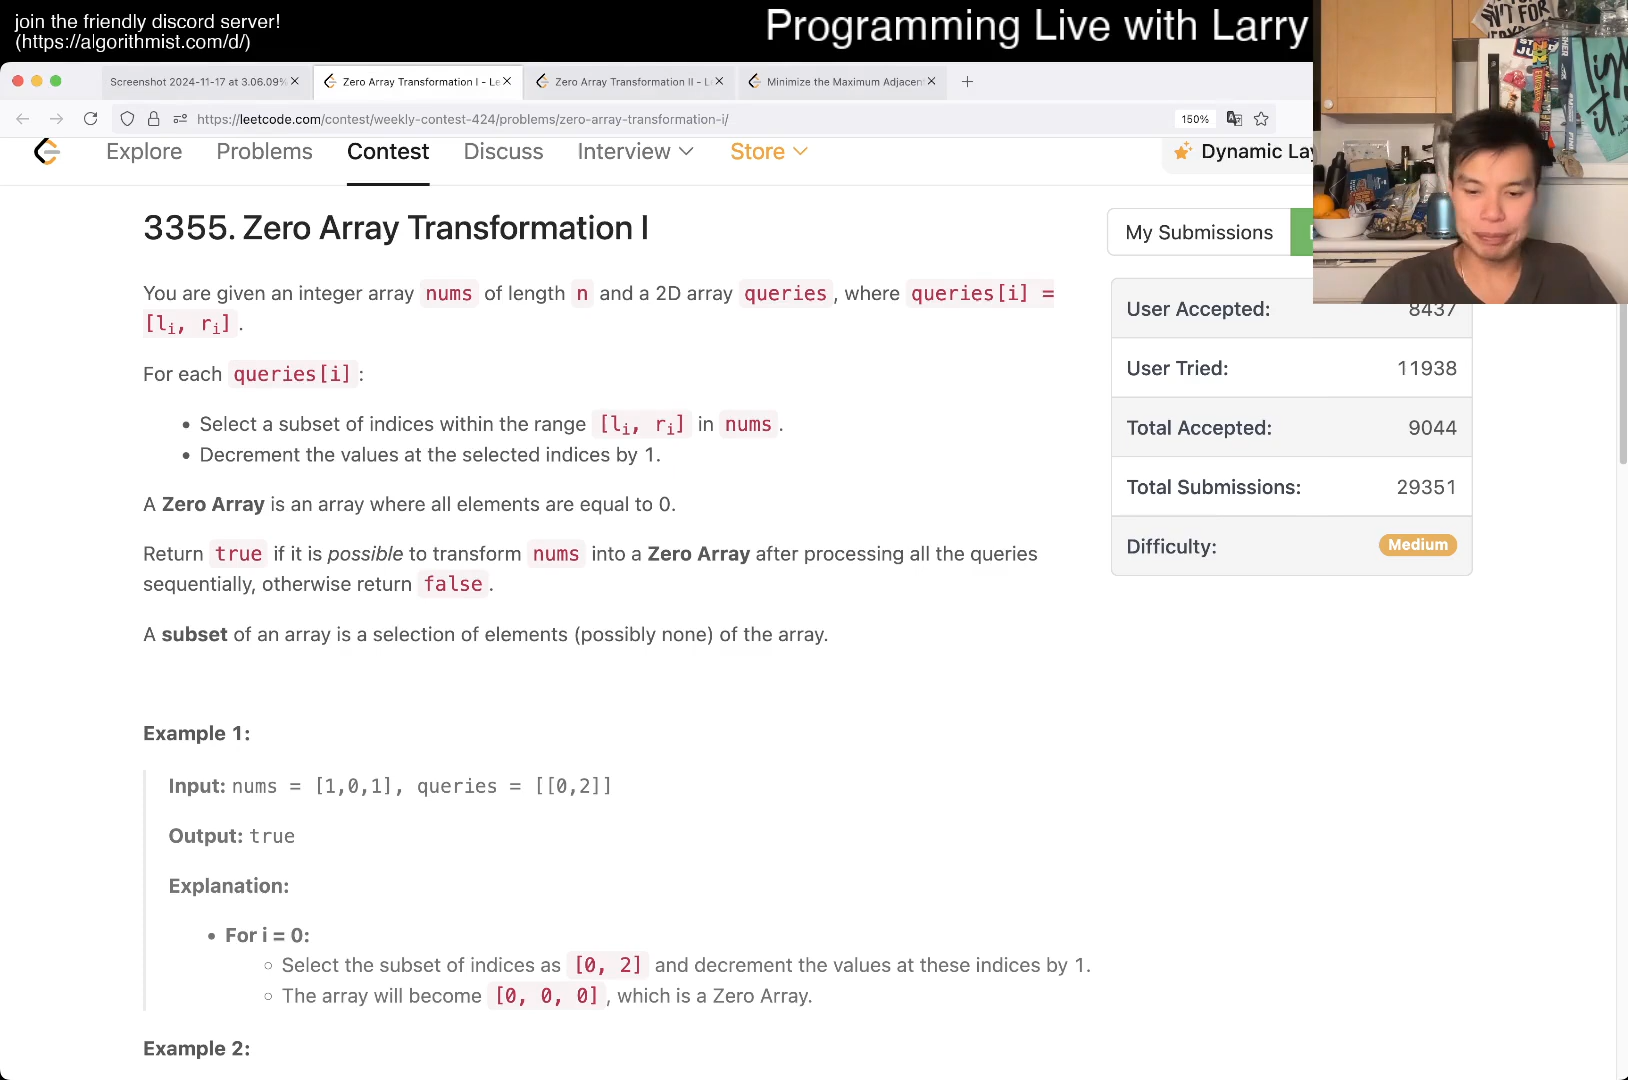 join the friendly discord server!
(https://algorithmist.com/d/)
Programming Live with Larry
Screenshot 2024-11-17 at 3.06.09
Zero Array Transformation I - Le
Zero Array Transformation II - L
Minimize the Maximum Adjacen
https://leetcode.com/contest/weekly-contest-424/problems/zero-array-transformation-i/
150%
Explore Problems Contest Discuss Interview Store
Dynamic Lay
3355. Zero Array Transformation I
My Submissions
You are given an integer array nums of length n and a 2D array queries, where queries[i] =
[li, ri].
For each queries[i]:
• Select a subset of indices within the range [li, ri] in nums.
• Decrement the values at the selected indices by 1.
A Zero Array is an array where all elements are equal to 0.
Return true if it is possible to transform nums into a Zero Array after processing all the queries
sequentially, otherwise return false.
A subset of an array is a selection of elements (possibly none) of the array.
User Accepted: 8437
User Tried: 11938
Total Accepted: 9044
Total Submissions: 29351
Difficulty: Medium
Example 1:
Input: nums = [1,0,1], queries = [[0,2]]
Output: true
Explanation:
• For i = 0:
◦ Select the subset of indices as [0, 2] and decrement the values at these indices by 1.
◦ The array will become [0, 0, 0], which is a Zero Array.
Example 2: